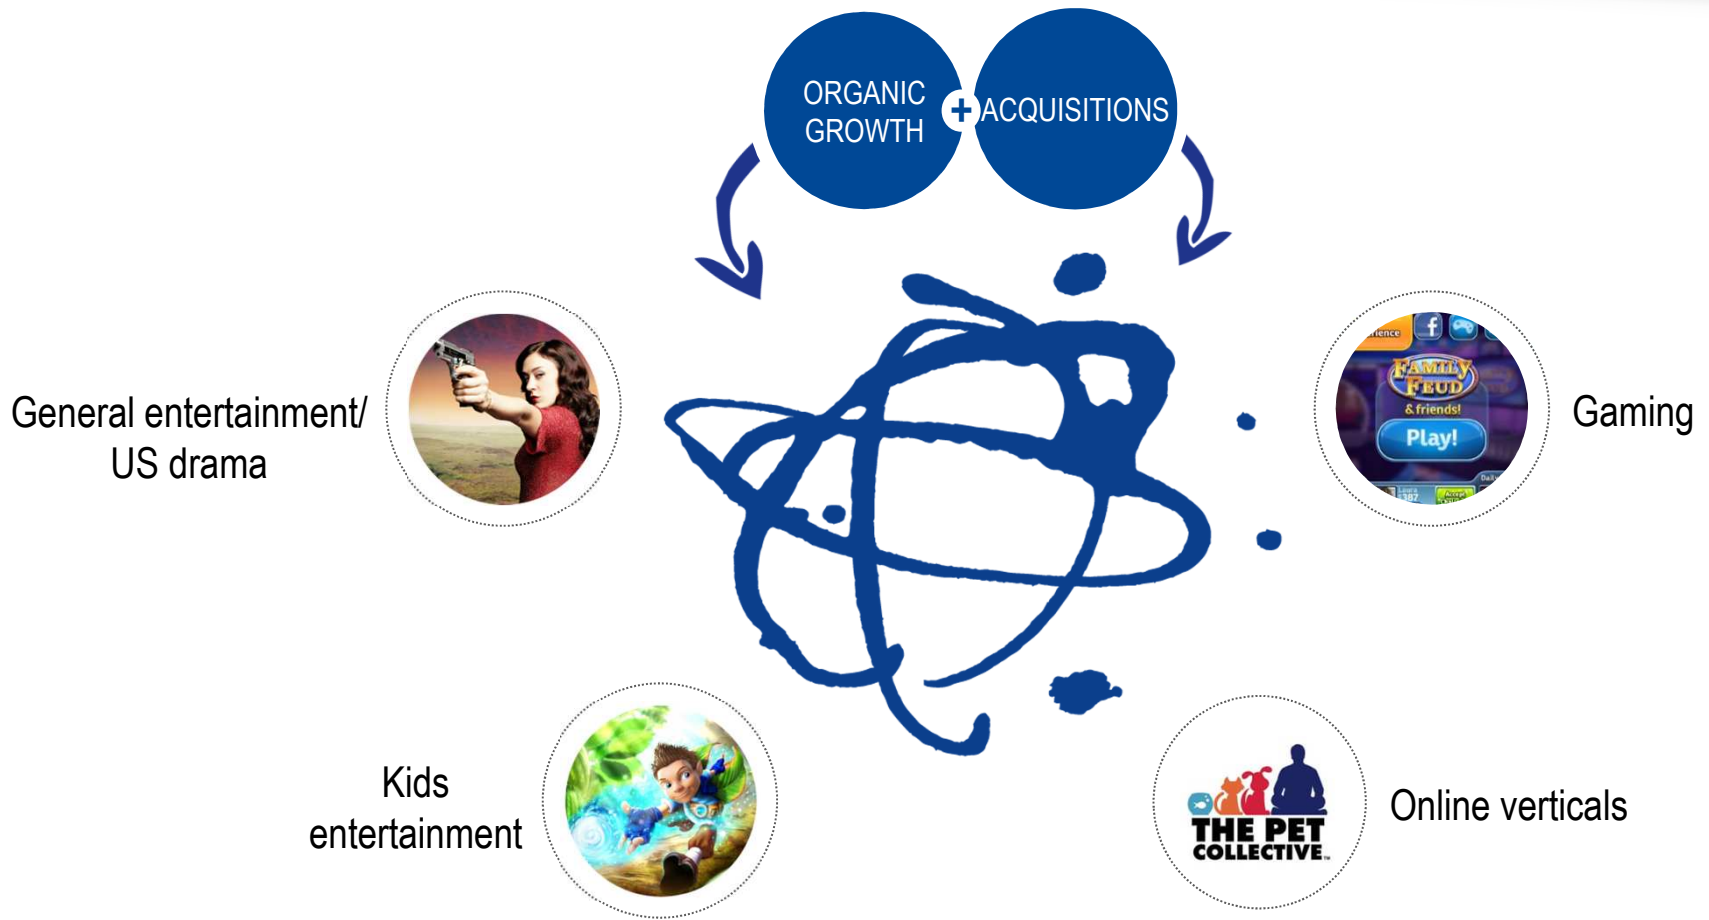 ORGANIC
GROWTH
+
ACQUISITIONS
General entertainment/
US drama
FAMILY
FEUD
& friends!
Play!
Gaming
Kids
entertainment
THE PET
COLLECTIVE
Online verticals